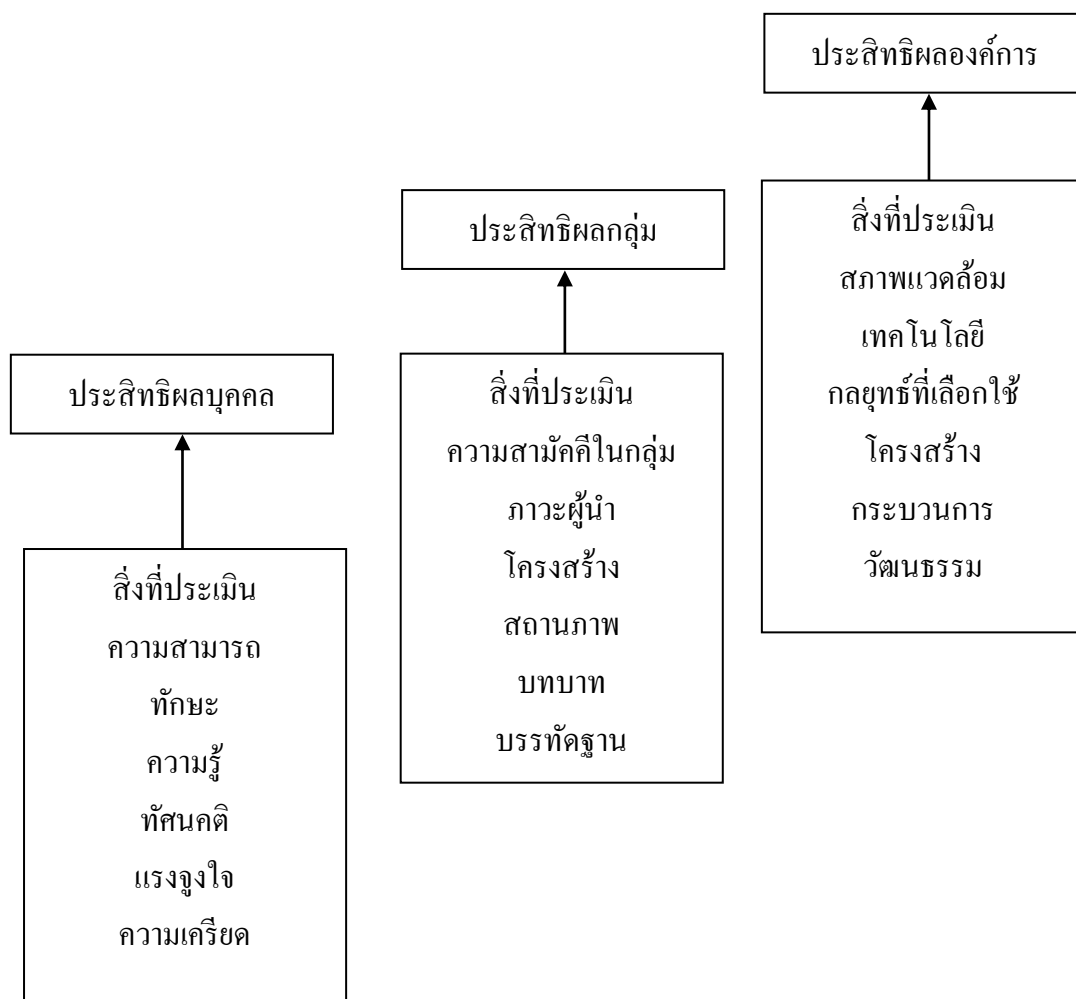 ประสิทธิผลองค์การ
สิ่งที่ประเมิน
สภาพแวดล้อม
เทคโนโลยี
กลยุทธ์ที่เลือกใช้
โครงสร้าง
กระบวนการ
วัฒนธรรม
ประสิทธิผลกลุ่ม
สิ่งที่ประเมิน
ความสามัคคีในกลุ่ม
ภาวะผู้นำ
โครงสร้าง
สถานภาพ
บทบาท
บรรทัดฐาน
ประสิทธิผลบุคคล
สิ่งที่ประเมิน
ความสามารถ
ทักษะ
ความรู้
ทัศนคติ
แรงจูงใจ
ความเครียด